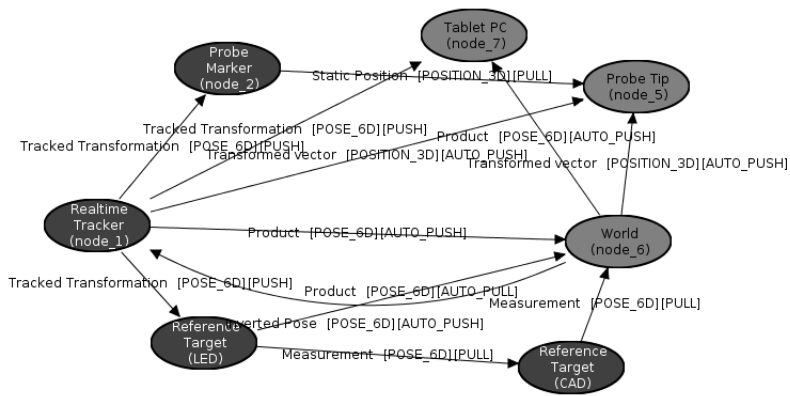 Tablet PC
(node_7)
Probe
Marker
(node_2)
Static Position [POSITION_3D][PULL]
Probe Tip
(node_5)
Tracked Transformation [POSE_6D][PUSH]
Product [POSE_6D][AUTO_PUSH]
Tracked Transformation [POSE_6D][PUSH]
Transformed vector [POSITION_3D][AUTO_PUSH]
Transformed vector [POSITION_3D][AUTO_PUSH]
Realtime
Tracker
(node_1)
Product [POSE_6D][AUTO_PUSH]
World
(node_6)
Tracked Transformation [POSE_6D][PUSH]
Product [POSE_6D][AUTO_PULL]
Measurement [POSE_6D][PULL]
Reference
Target
(LED)
Pose [POSE_6D][AUTO_PUSH]
Measurement [POSE_6D][PULL]
Reference
Target
(CAD)